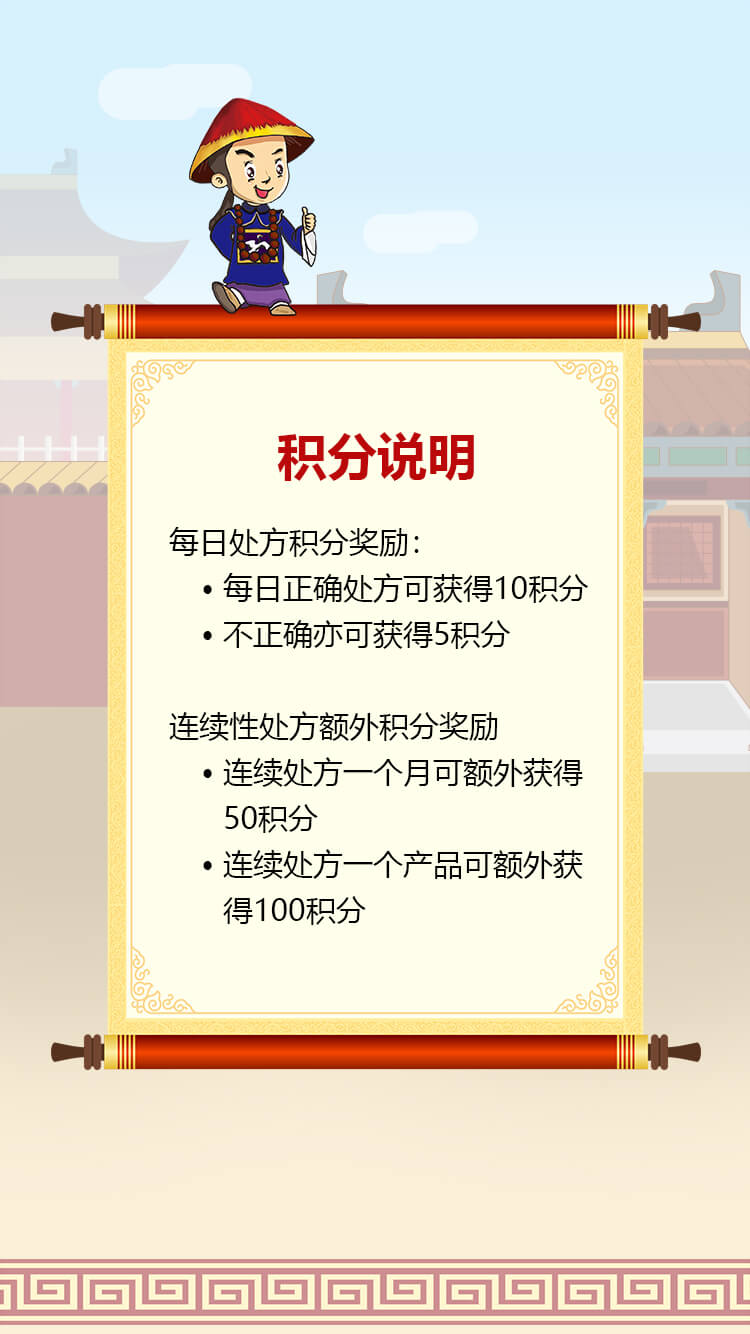 积分说明
每日处方积分奖励：
• 每日正确处方可获得10积分
• 不正确亦可获得5积分
连续性处方额外积分奖励
• 连续处方一个月可额外获得
50积分
• 连续处方一个产品可额外获
得100积分